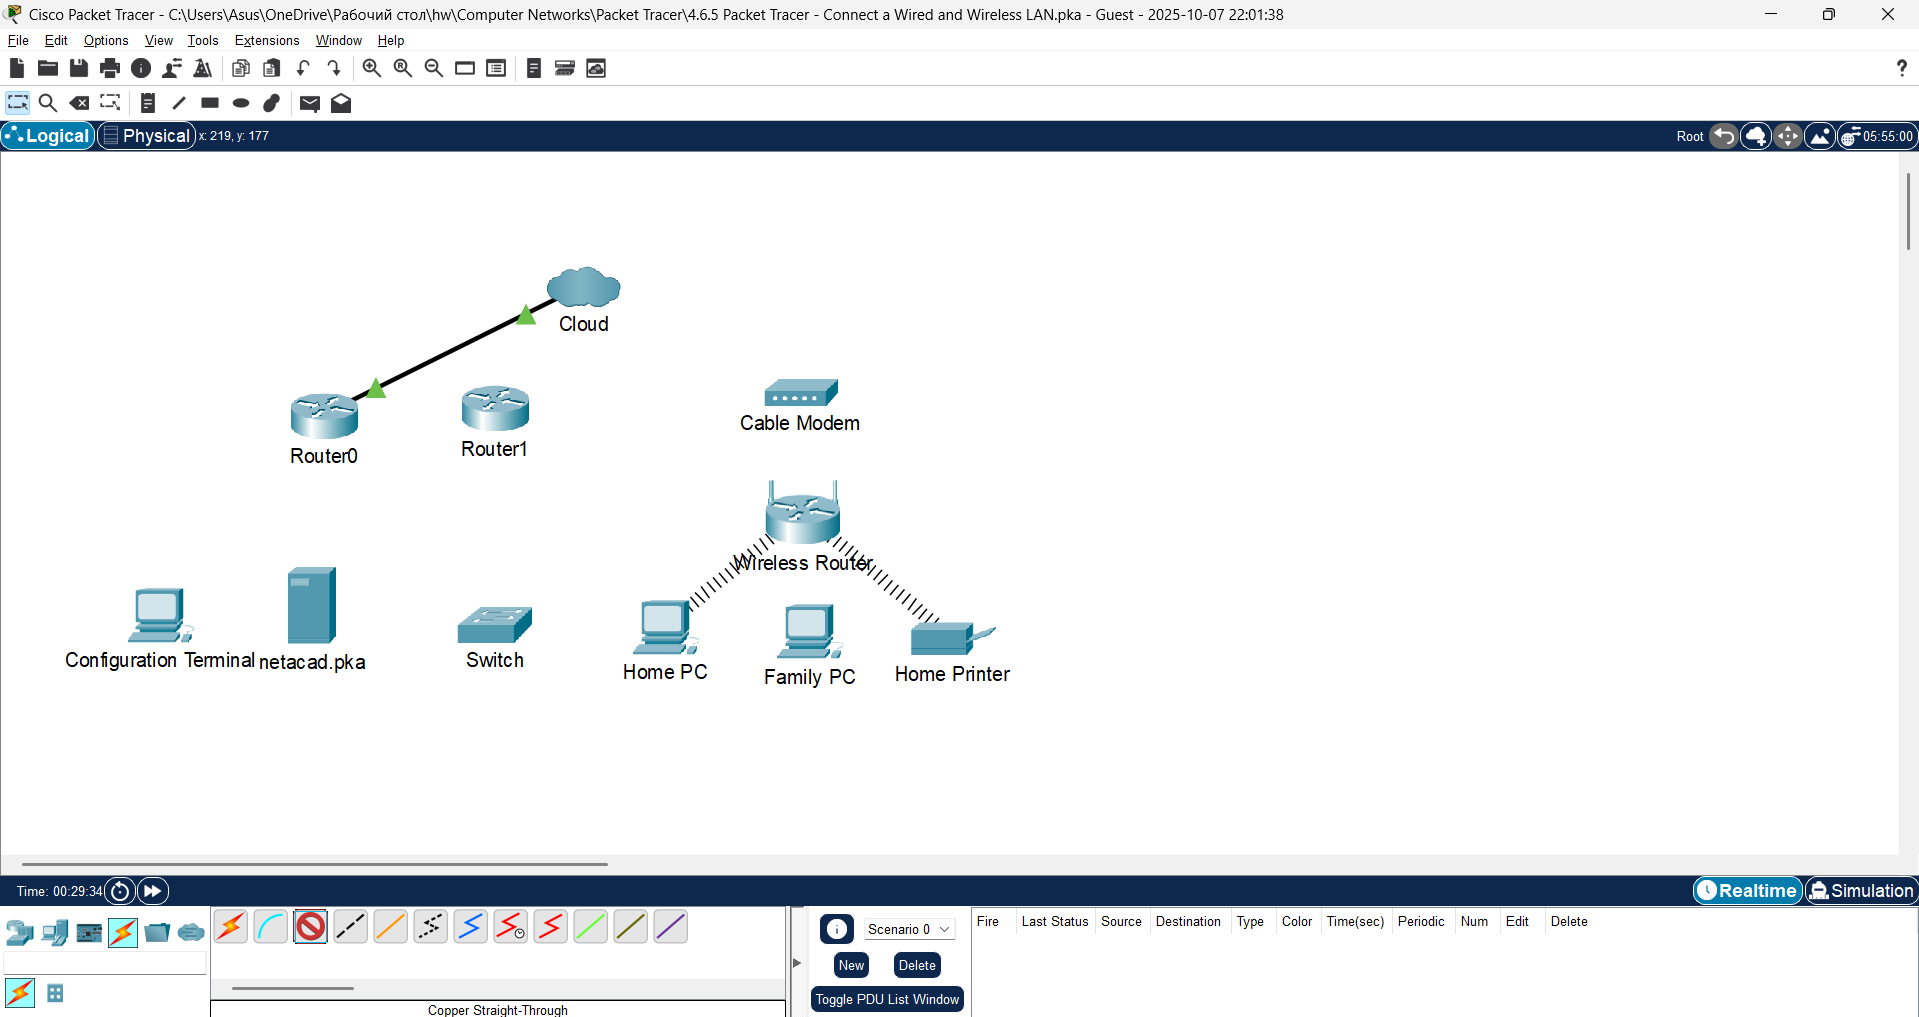 Cisco Packet Tracer - C:\Users\Asus\OneDrive\Рабочий стол\hw\Computer Networks\Packet Tracer\4.6.5 Packet Tracer - Connect a Wired and Wireless LAN.pka - Guest - 2025-10-07 22:01:38
File Edit Options View Tools Extensions Window Help
?
Logical Physical x: 219, y: 177 Root 05:55:00
Cloud
Cable Modem
Router0
Router1
Wireless Router
Configuration Terminal
netacad.pka
Switch
Home PC
Family PC
Home Printer
Time: 00:29:34 Realtime Simulation
Scenario 0
New Delete
Toggle PDU List Window
Fire Last Status Source Destination Type Color Time(sec) Periodic Num Edit Delete
Copper Straight-Through